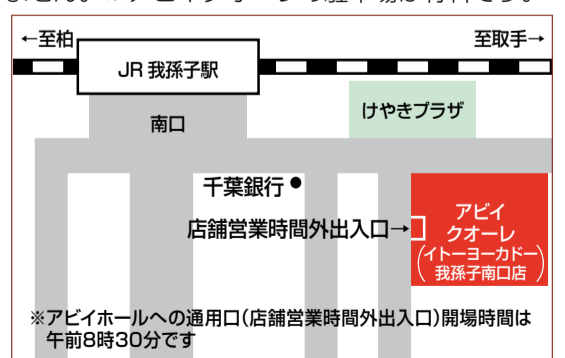 ←至柏
至取手→
JR 我孫子駅
南口
けやきプラザ
千葉銀行●
店舗営業時間外出入口→
アビイ
クオーレ
(イトーヨーカドー
我孫子南口店)
※アビイホールへの通用口(店舗営業時間外出入口)開場時間は
午前8時30分です